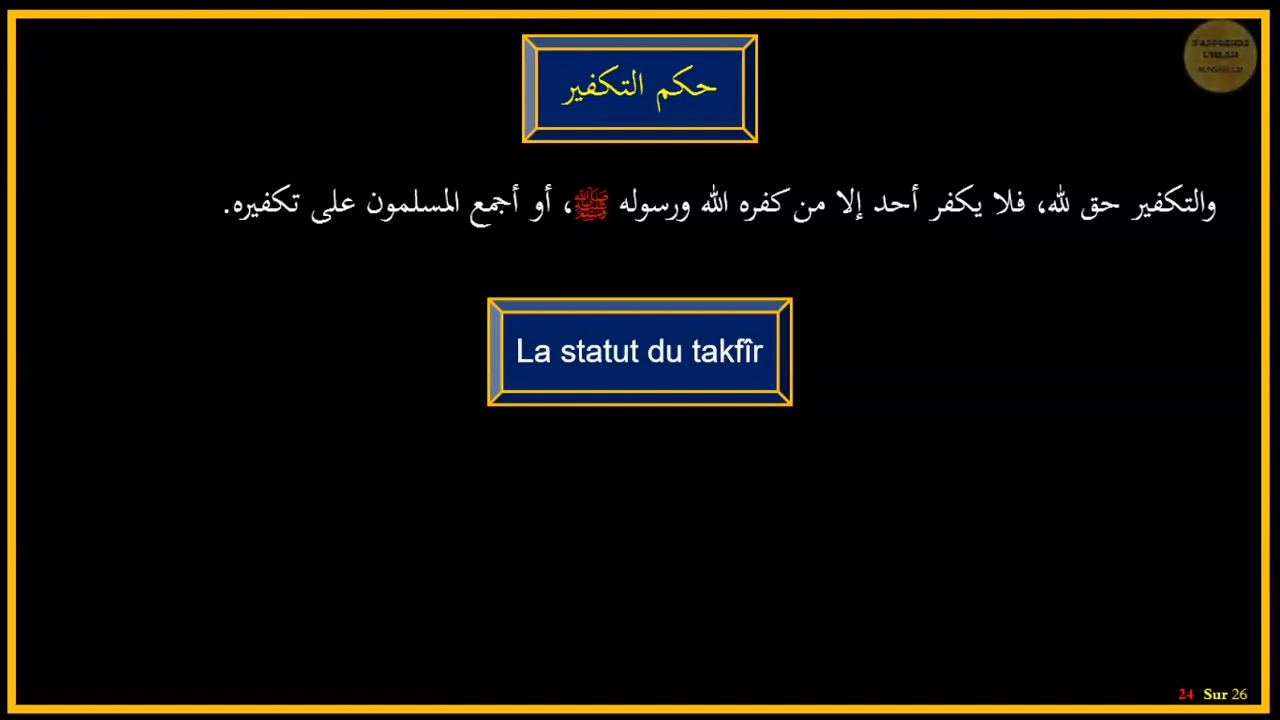 حكم التكفير
والتكفير حق لله، فلا يكفر أحد إلا من كفره الله ورسوله ﷺ، أو أجمع المسلمون على تكفيره.
La statut du takfîr
24 Sur 26